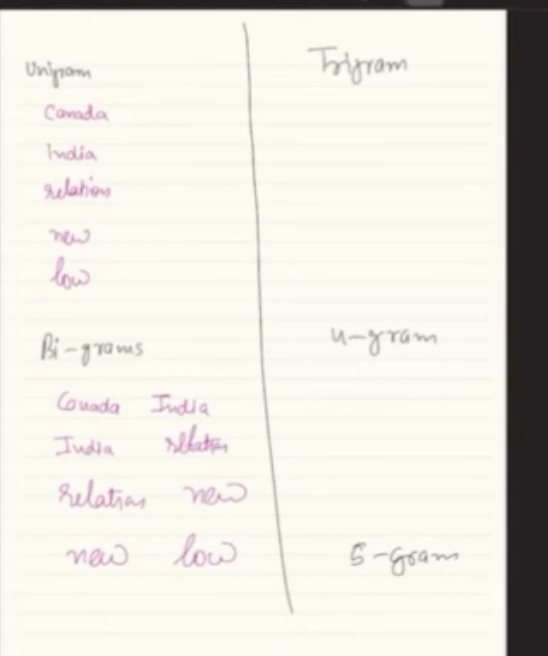 Unigram
Canada
India
relation
new
low
Bi-grams
Canada India
India relation
relation new
new low
Trigram
4-gram
5-gram